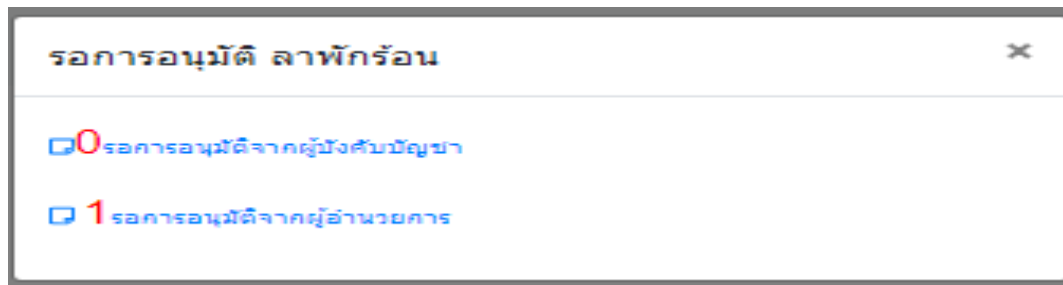 รอการอนุมัติ ลาพักร้อน ×
0รอการอนุมัติจากผู้บังคับบัญชา
1 รอการอนุมัติจากผู้อำนวยการ